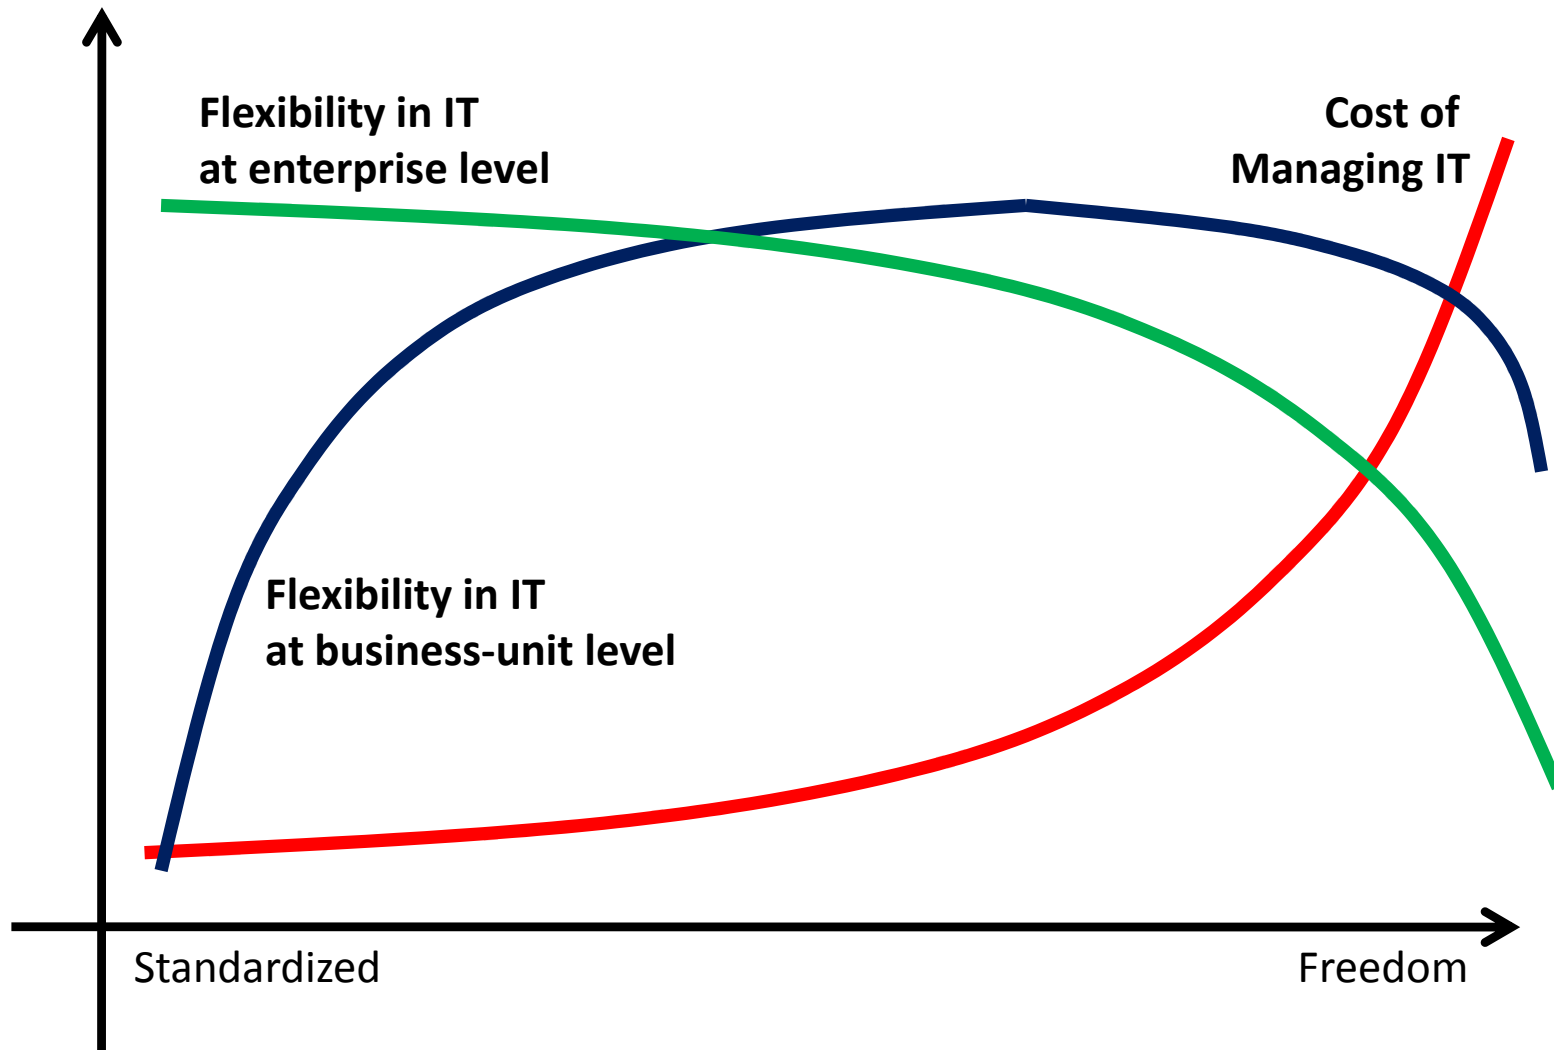 Flexibility in IT
at enterprise level
Cost of
Managing IT
Flexibility in IT
at business-unit level
Standardized
Freedom